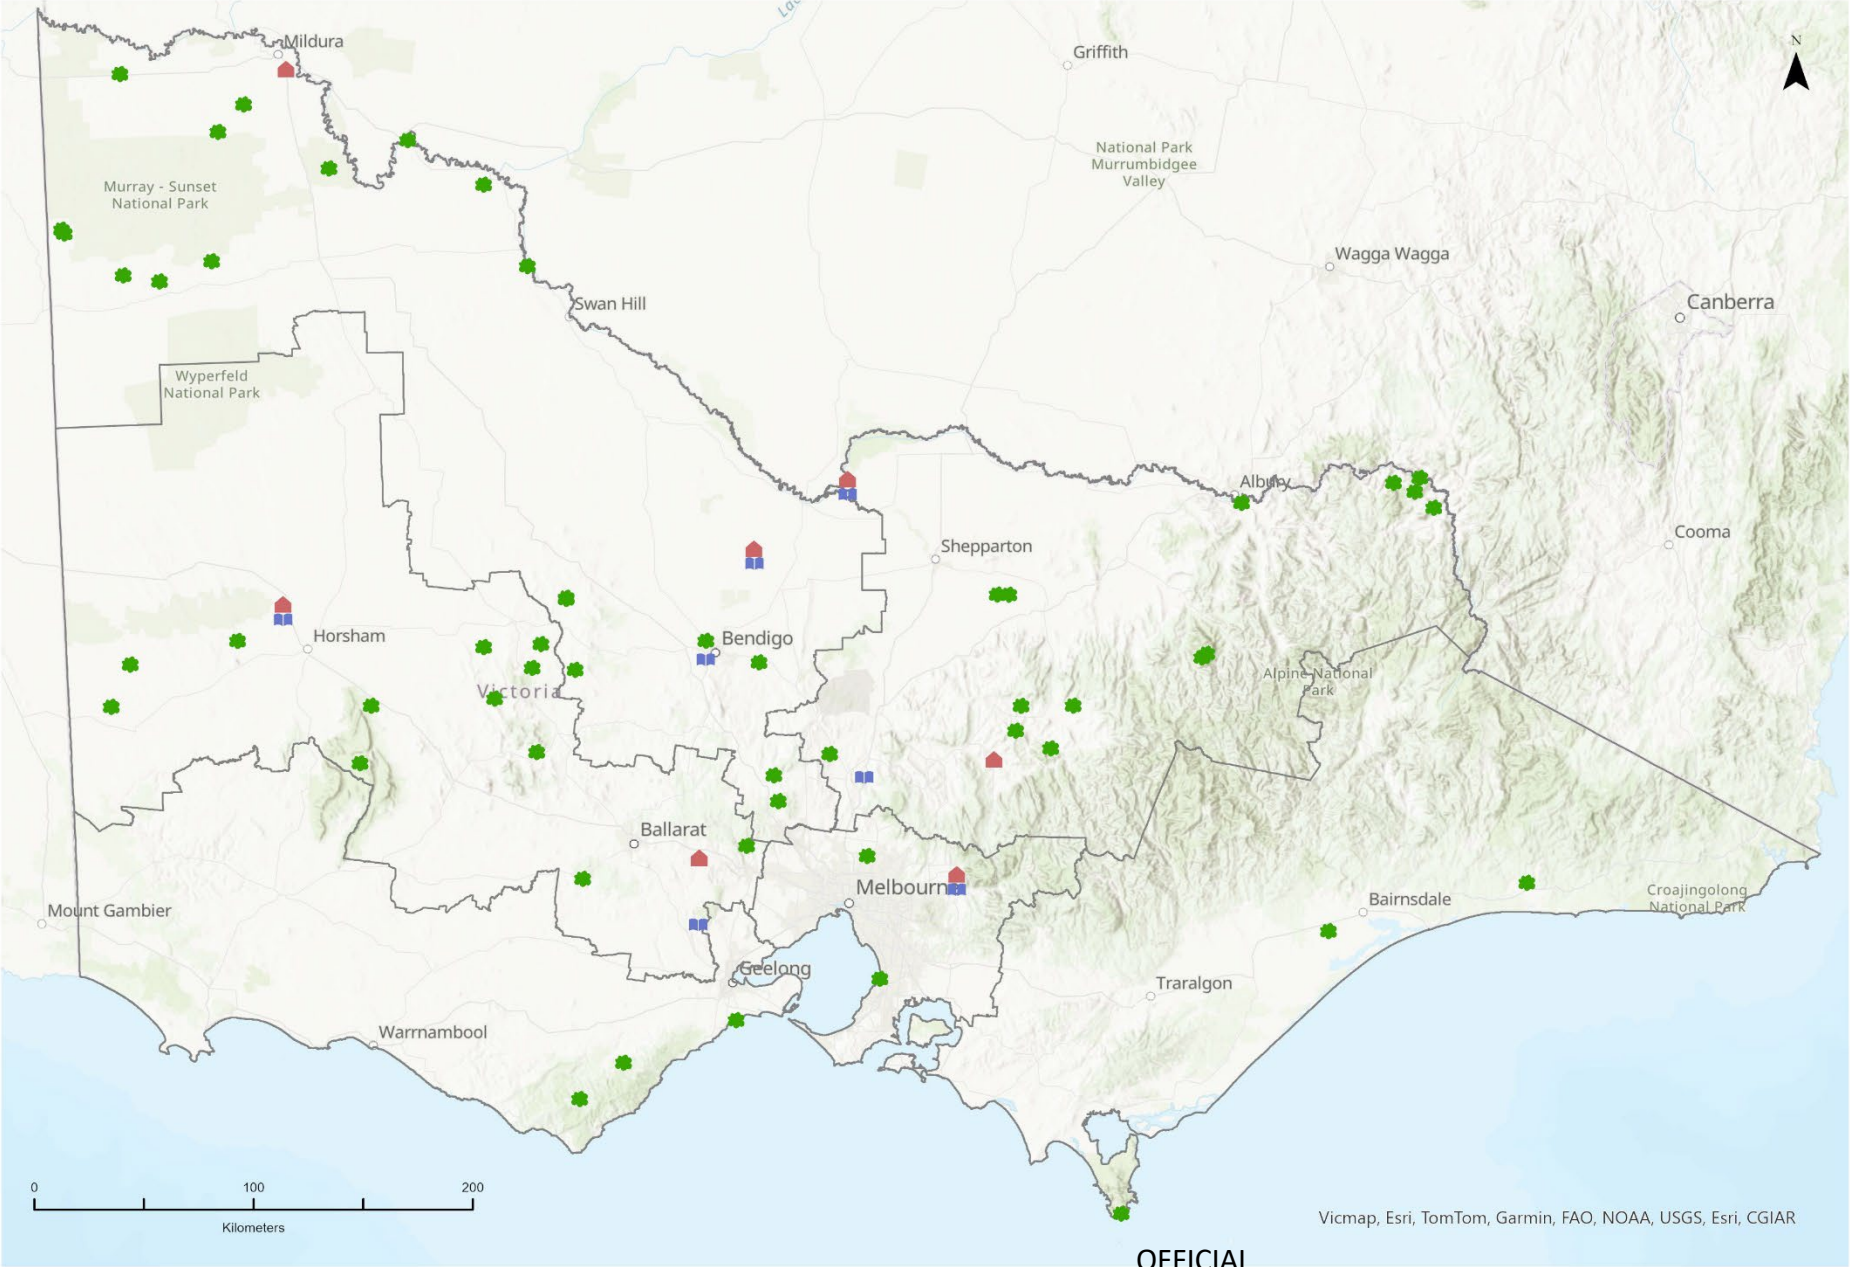 Mildura
Griffith
N
National Park
Murrumbidgee
Valley
Murray - Sunset
National Park
Wagga Wagga
Canberra
Swan Hill
Wyperfeld
National Park
Albury
Cooma
Shepparton
Horsham
Bendigo
Victoria
Alpine National
Park
Ballarat
Melbourn
Bairnsdale
Croajingolong
National Park
Mount Gambier
Geelong
Traralgon
Warrnambool
0 100 200
Kilometers
Vicmap, Esri, TomTom, Garmin, FAO, NOAA, USGS, Esri, CGIAR
OFFICIAL